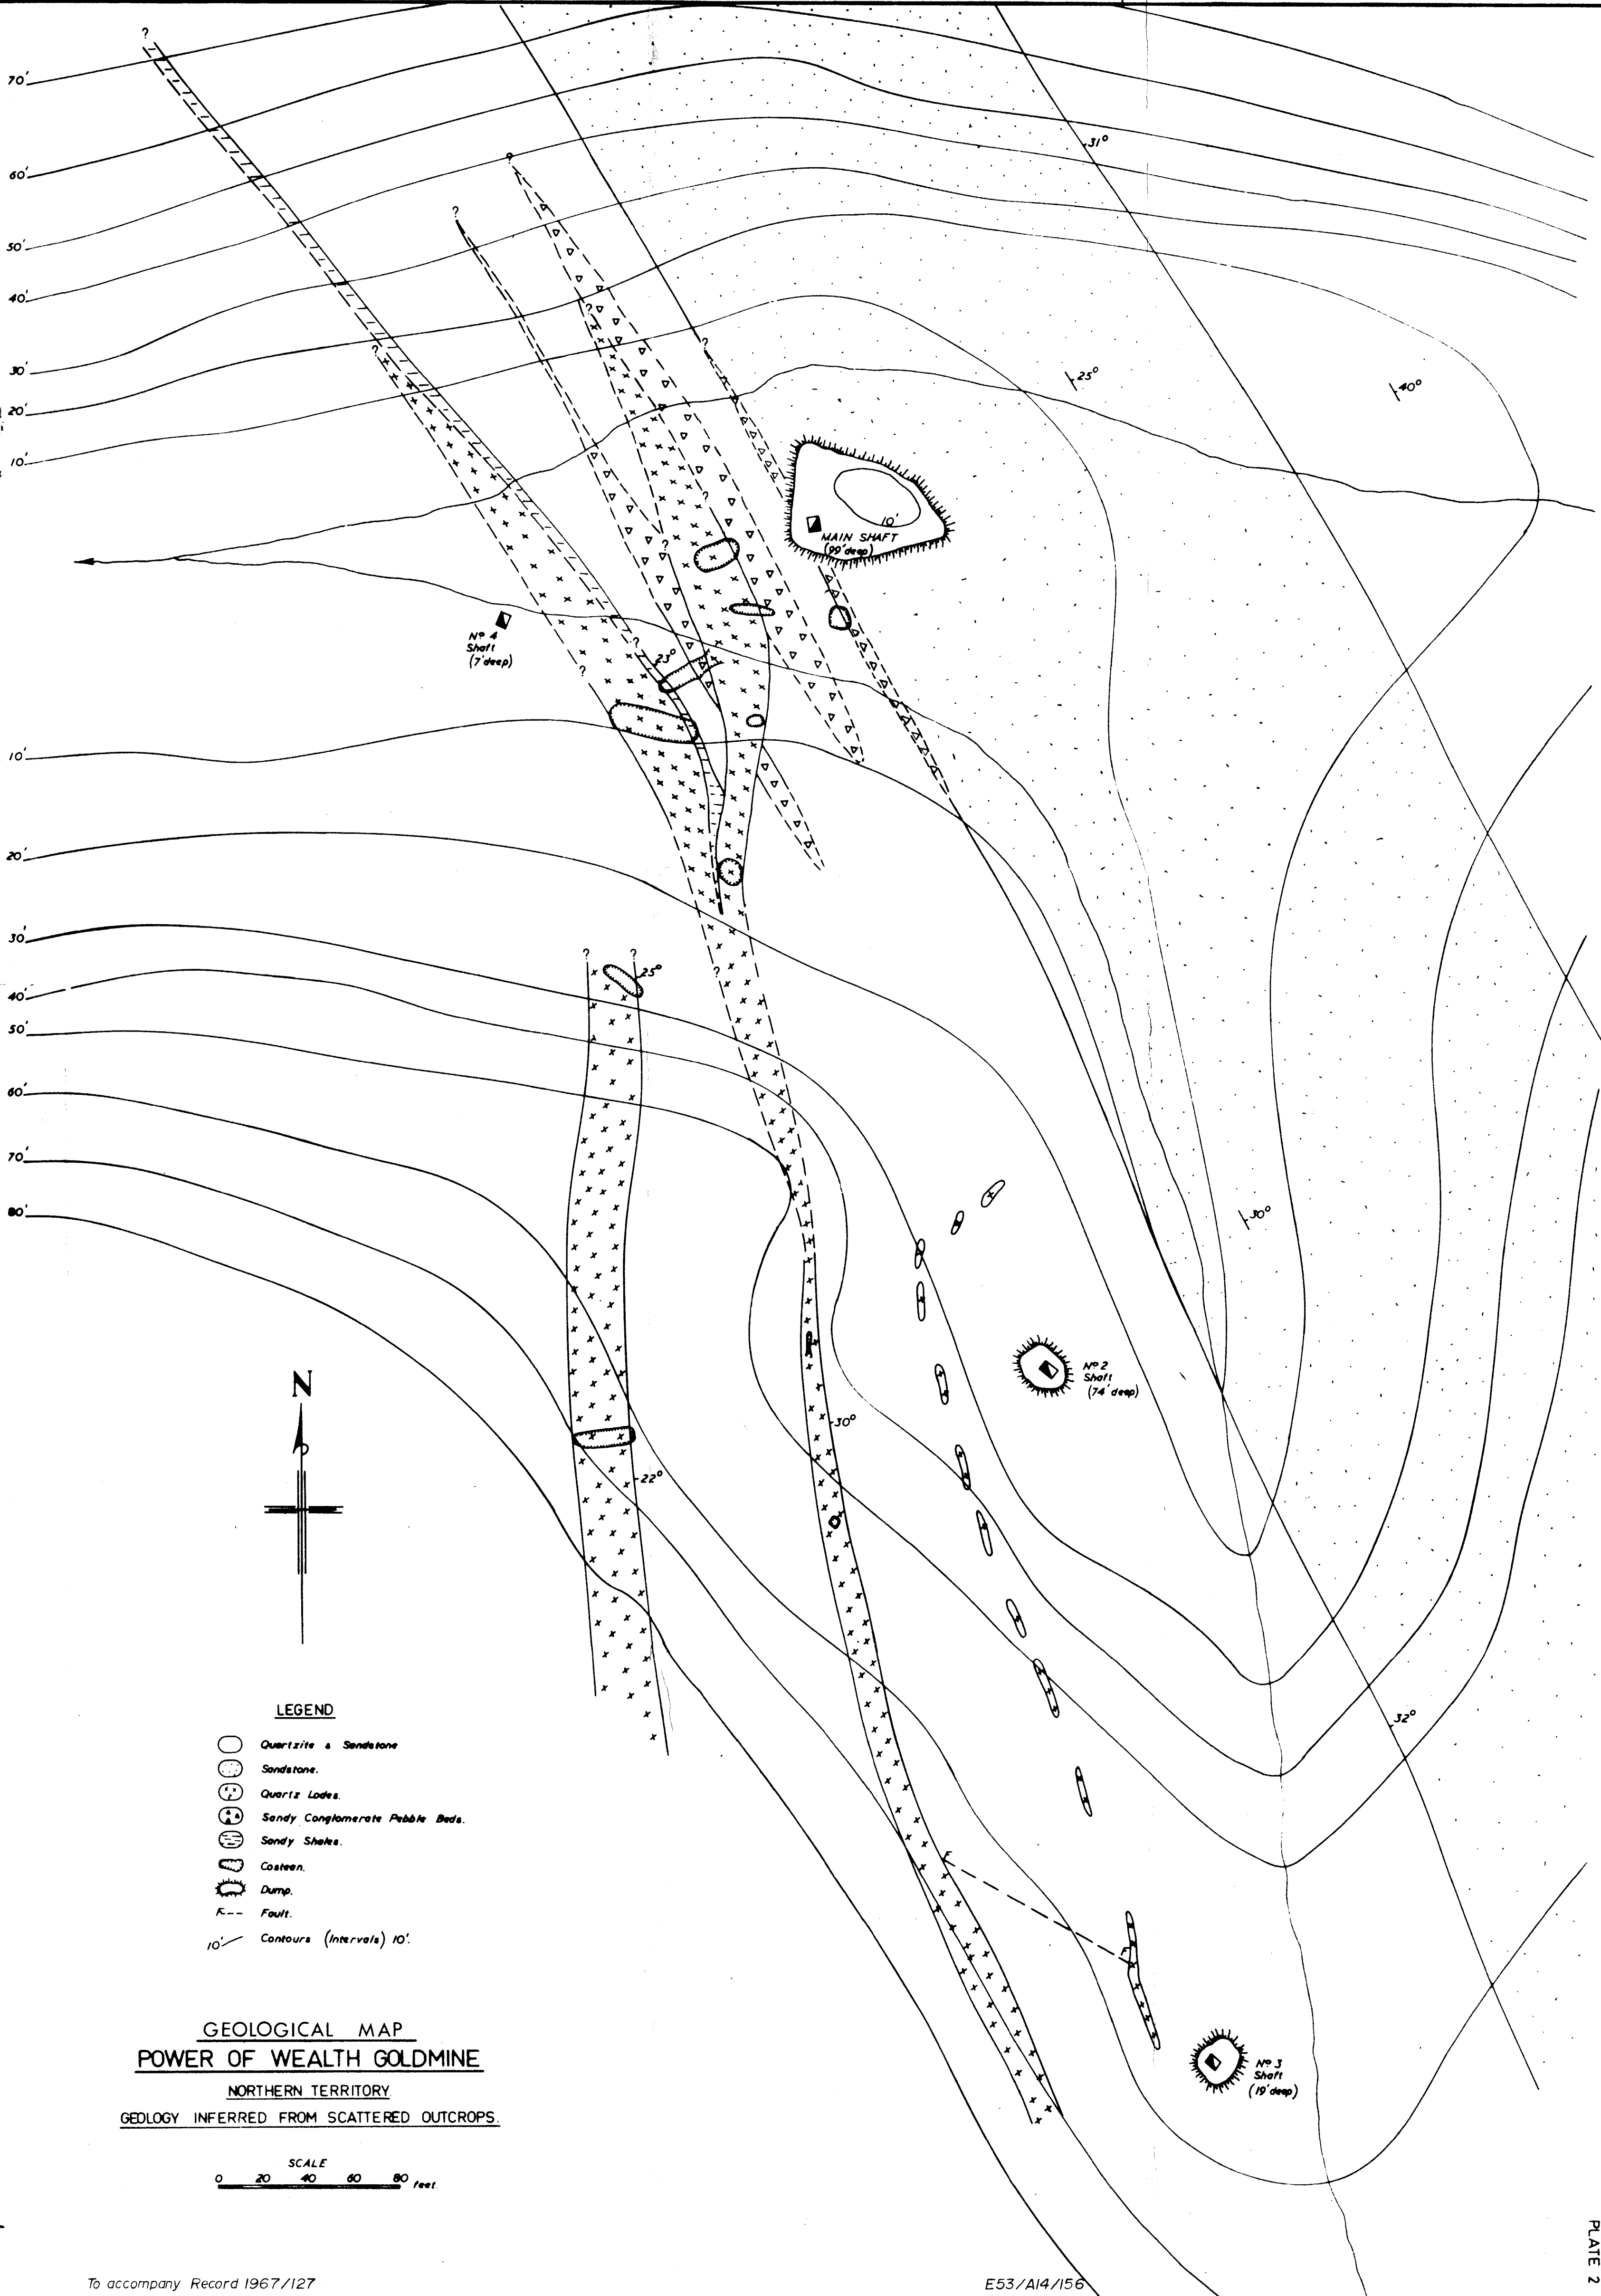 ?
70'
60'
50'
40'
30'
20'
10'
31°
?
?
?
?
?
25°
40°
?
?
10'
MAIN SHAFT
(99'deep)
Nº 4
Shaft
(7'deep)
?
?
25°
10'
20'
30'
40'
50'
60'
70'
80'
?
?
25°
?
30°
Nº 2
Shaft
(74'deep)
30°
22°
32°
F
F
Nº 3
Shaft
(19'deep)
N
LEGEND
Quartzite & Sandstone
Sandstone.
Quartz Lodes.
Sandy Conglomerate Pebble Beds.
Sandy Shales.
Costean.
Dump.
F-- Fault.
10' Contours (Intervals) 10'.
GEOLOGICAL MAP
POWER OF WEALTH GOLDMINE
NORTHERN TERRITORY
GEOLOGY INFERRED FROM SCATTERED OUTCROPS.
SCALE
0 20 40 60 80 feet.
To accompany Record 1967/127
E53/A14/156
PLATE 2